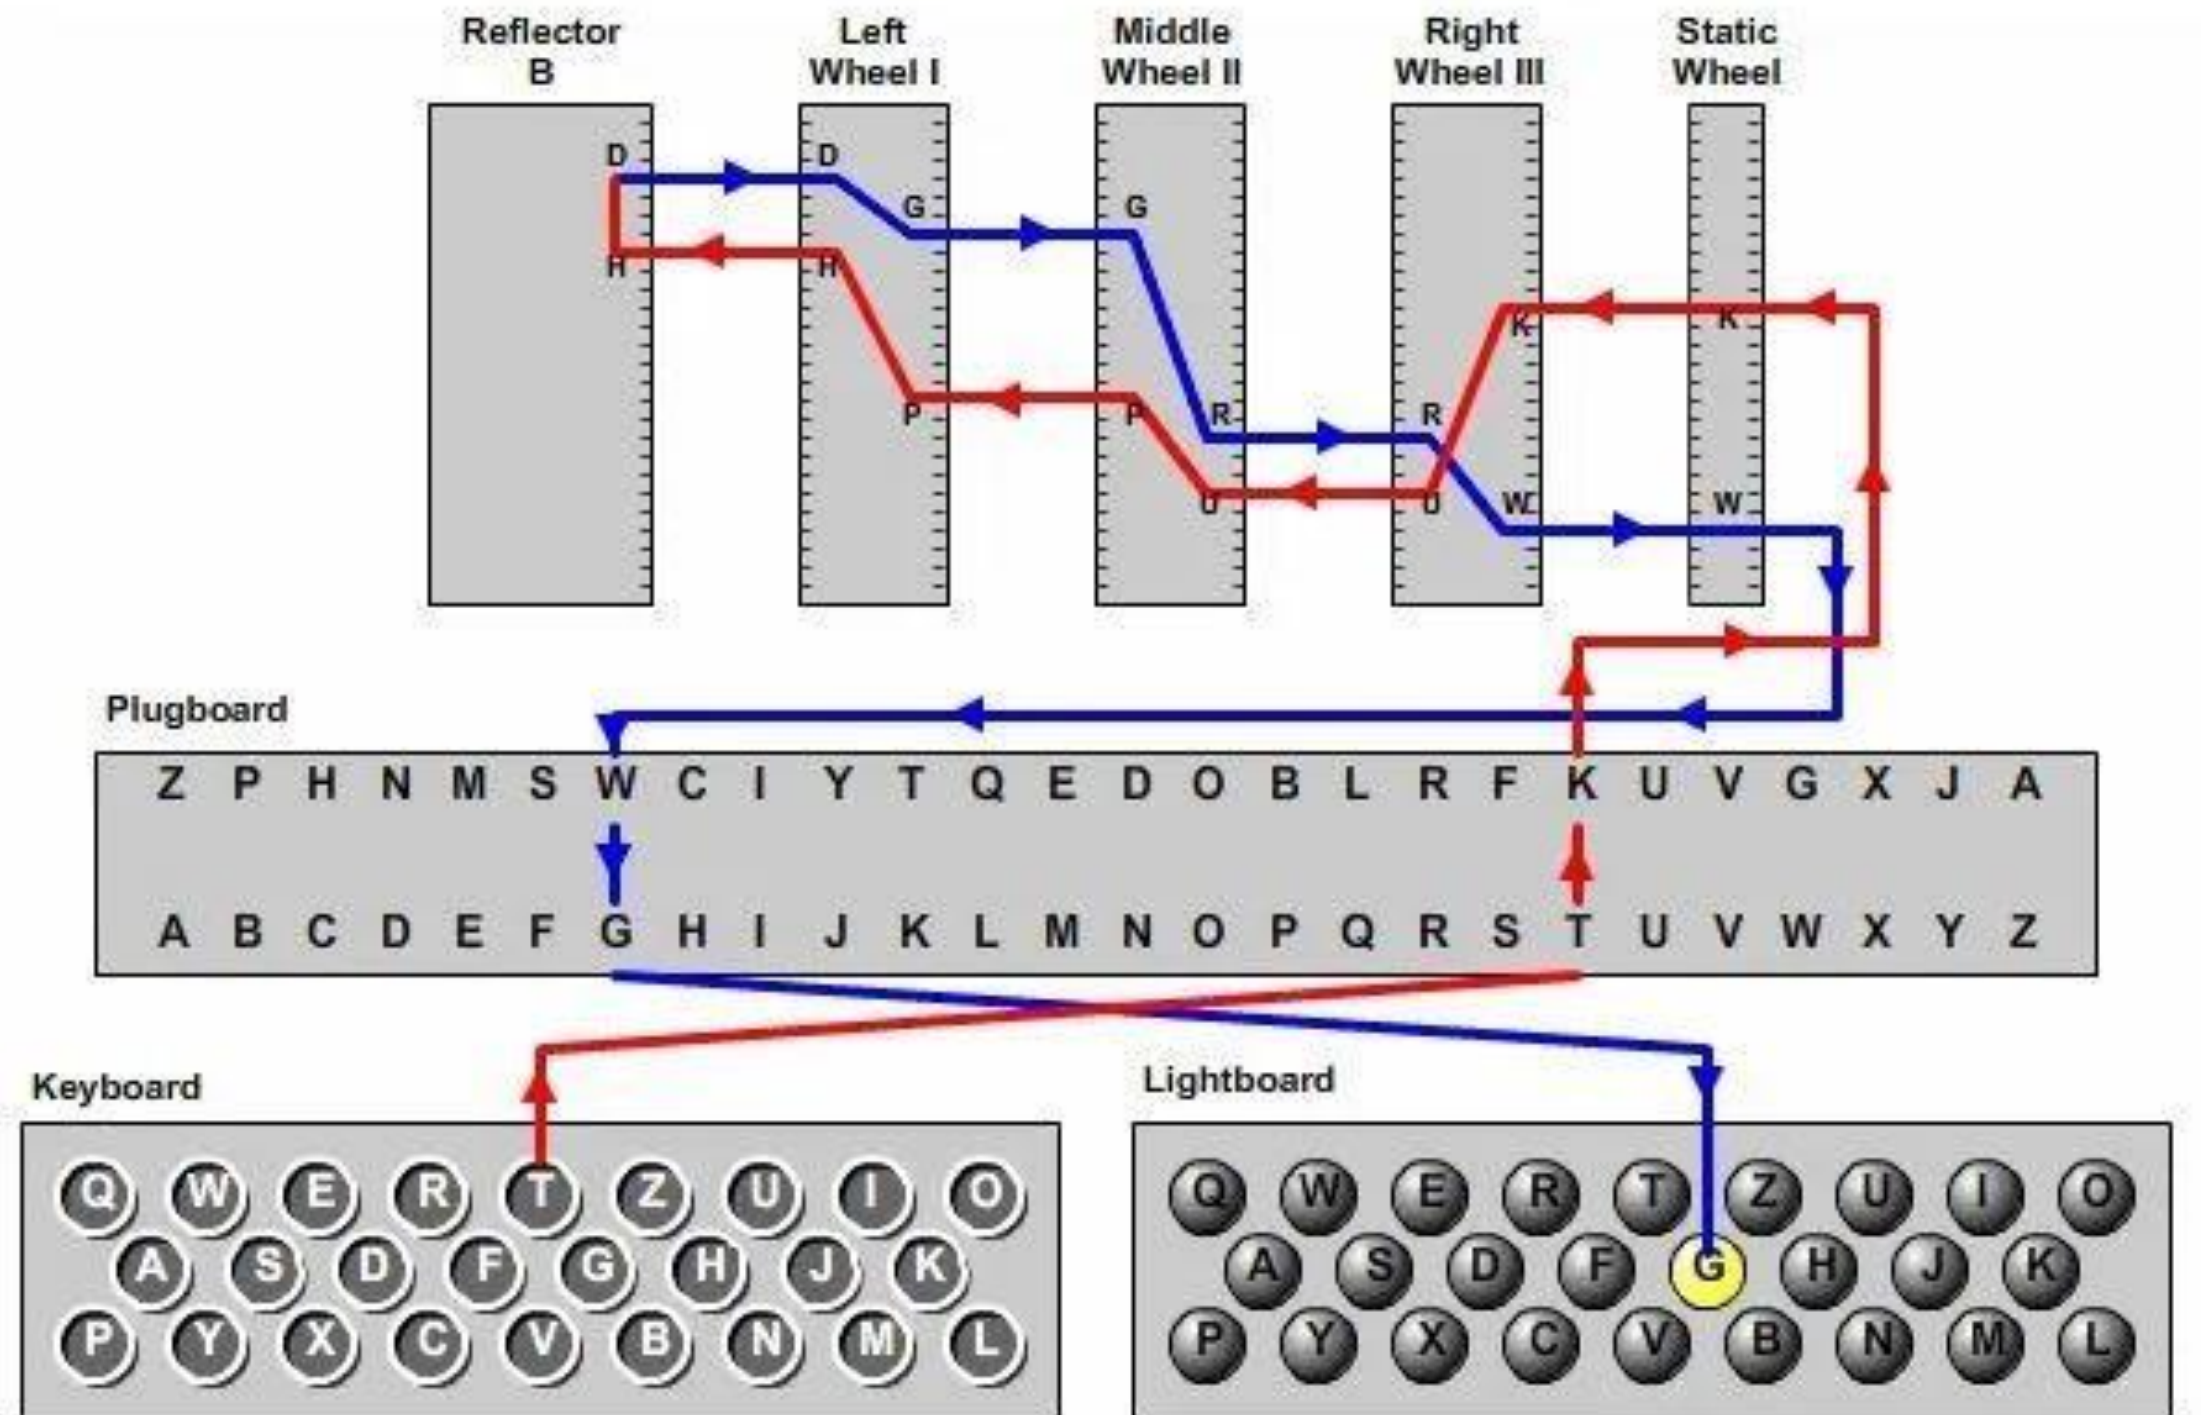 Reflector B
Left Wheel I
Middle Wheel II
Right Wheel III
Static Wheel
D D
G G
H H
K K
P P
R R
U U
W W
Plugboard
Z P H N M S W C I Y T Q E D O B L R F K U V G X J A
A B C D E F G H I J K L M N O P Q R S T U V W X Y Z
Keyboard
Q W E R T Z U I O
A S D F G H J K
P Y X C V B N M L
Lightboard
Q W E R T Z U I O
A S D F G H J K
P Y X C V B N M L